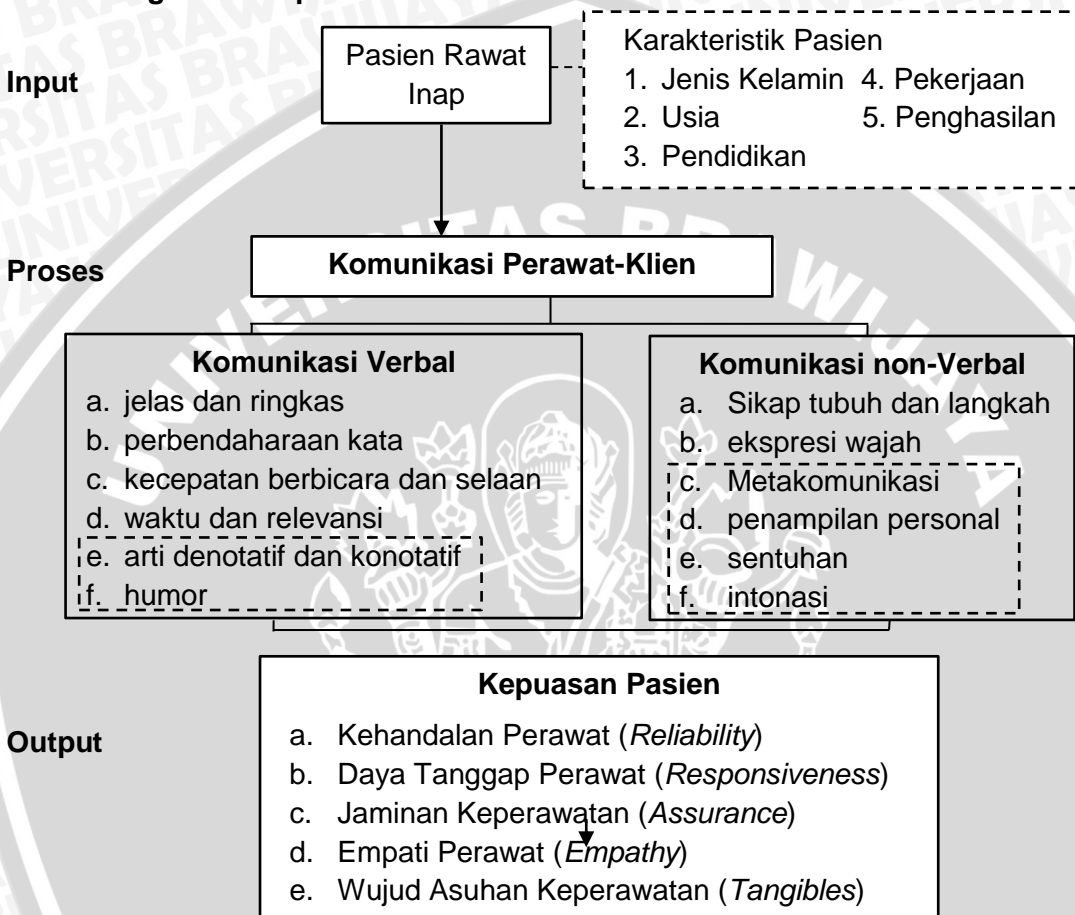 Input
Pasien Rawat
Inap
Karakteristik Pasien
1. Jenis Kelamin 4. Pekerjaan
2. Usia 5. Penghasilan
3. Pendidikan
Proses
Komunikasi Perawat-Klien
Komunikasi Verbal
a. jelas dan ringkas
b. perbendaharaan kata
c. kecepatan berbicara dan selaan
d. waktu dan relevansi
e. arti denotatif dan konotatif
f. humor
Komunikasi non-Verbal
a. Sikap tubuh dan langkah
b. ekspresi wajah
c. Metakomunikasi
d. penampilan personal
e. sentuhan
f. intonasi
Output
Kepuasan Pasien
a. Kehandalan Perawat (Reliability)
b. Daya Tanggap Perawat (Responsiveness)
c. Jaminan Keperawatan (Assurance)
d. Empati Perawat (Empathy)
e. Wujud Asuhan Keperawatan (Tangibles)